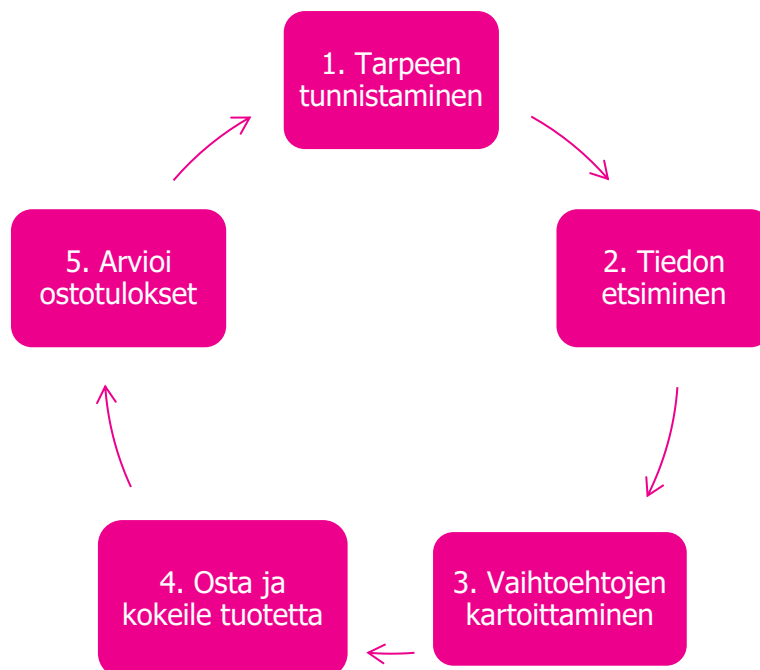 1. Tarpeen
tunnistaminen
2. Tiedon
etsiminen
3. Vaihtoehtojen
kartoittaminen
4. Osta ja
kokeile tuotetta
5. Arvioi
ostotulokset